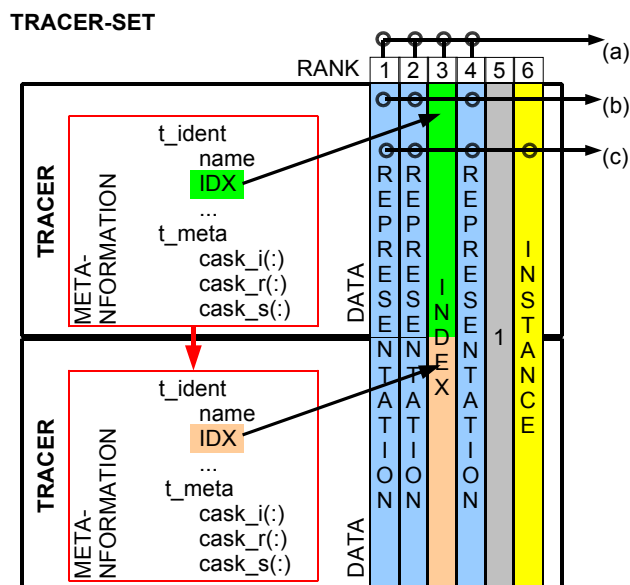 TRACER-SET
(a)
RANK 1 2 3 4 5 6
(b)
(c)
TRACER
META-
NFORMATION
t_ident
name
IDX
...
t_meta
cask_i(:)
cask_r(:)
cask_s(:)
DATA
REPRESENTATION
REPRESENTATION
INDEX
REPRESENTATION
1
INSTANCE
TRACER
META-
NFORMATION
t_ident
name
IDX
...
t_meta
cask_i(:)
cask_r(:)
cask_s(:)
DATA